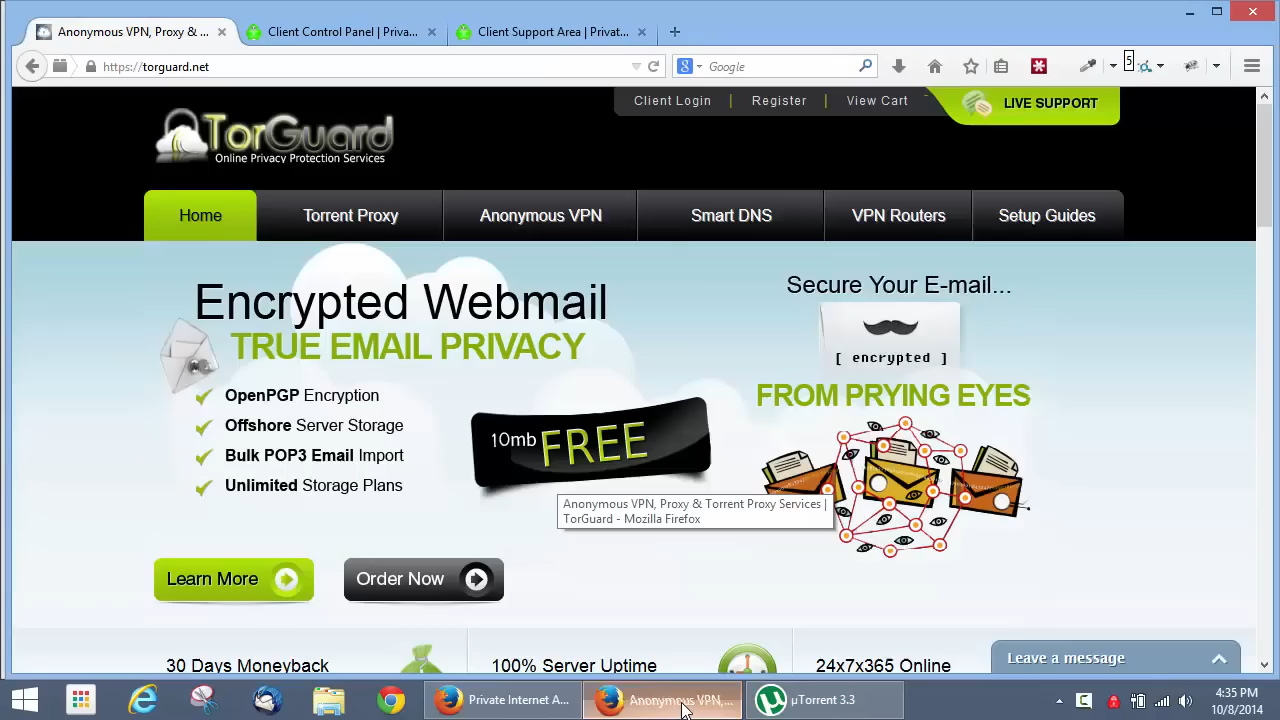 Anonymous VPN, Proxy & ...
Client Control Panel | Priva...
Client Support Area | Privat...
https://torguard.net
Google
5
Client Login | Register | View Cart
LIVE SUPPORT
TorGuard
Online Privacy Protection Services
Home
Torrent Proxy
Anonymous VPN
Smart DNS
VPN Routers
Setup Guides
Encrypted Webmail
TRUE EMAIL PRIVACY
OpenPGP Encryption
Offshore Server Storage
Bulk POP3 Email Import
Unlimited Storage Plans
10mb FREE
Secure Your E-mail...
[ encrypted ]
FROM PRYING EYES
Anonymous VPN, Proxy & Torrent Proxy Services |
TorGuard - Mozilla Firefox
Learn More
Order Now
30 Days Moneyback
100% Server Uptime
24x7x365 Online
Leave a message
Private Internet A...
Anonymous VPN,...
µTorrent 3.3
4:35 PM
10/8/2014